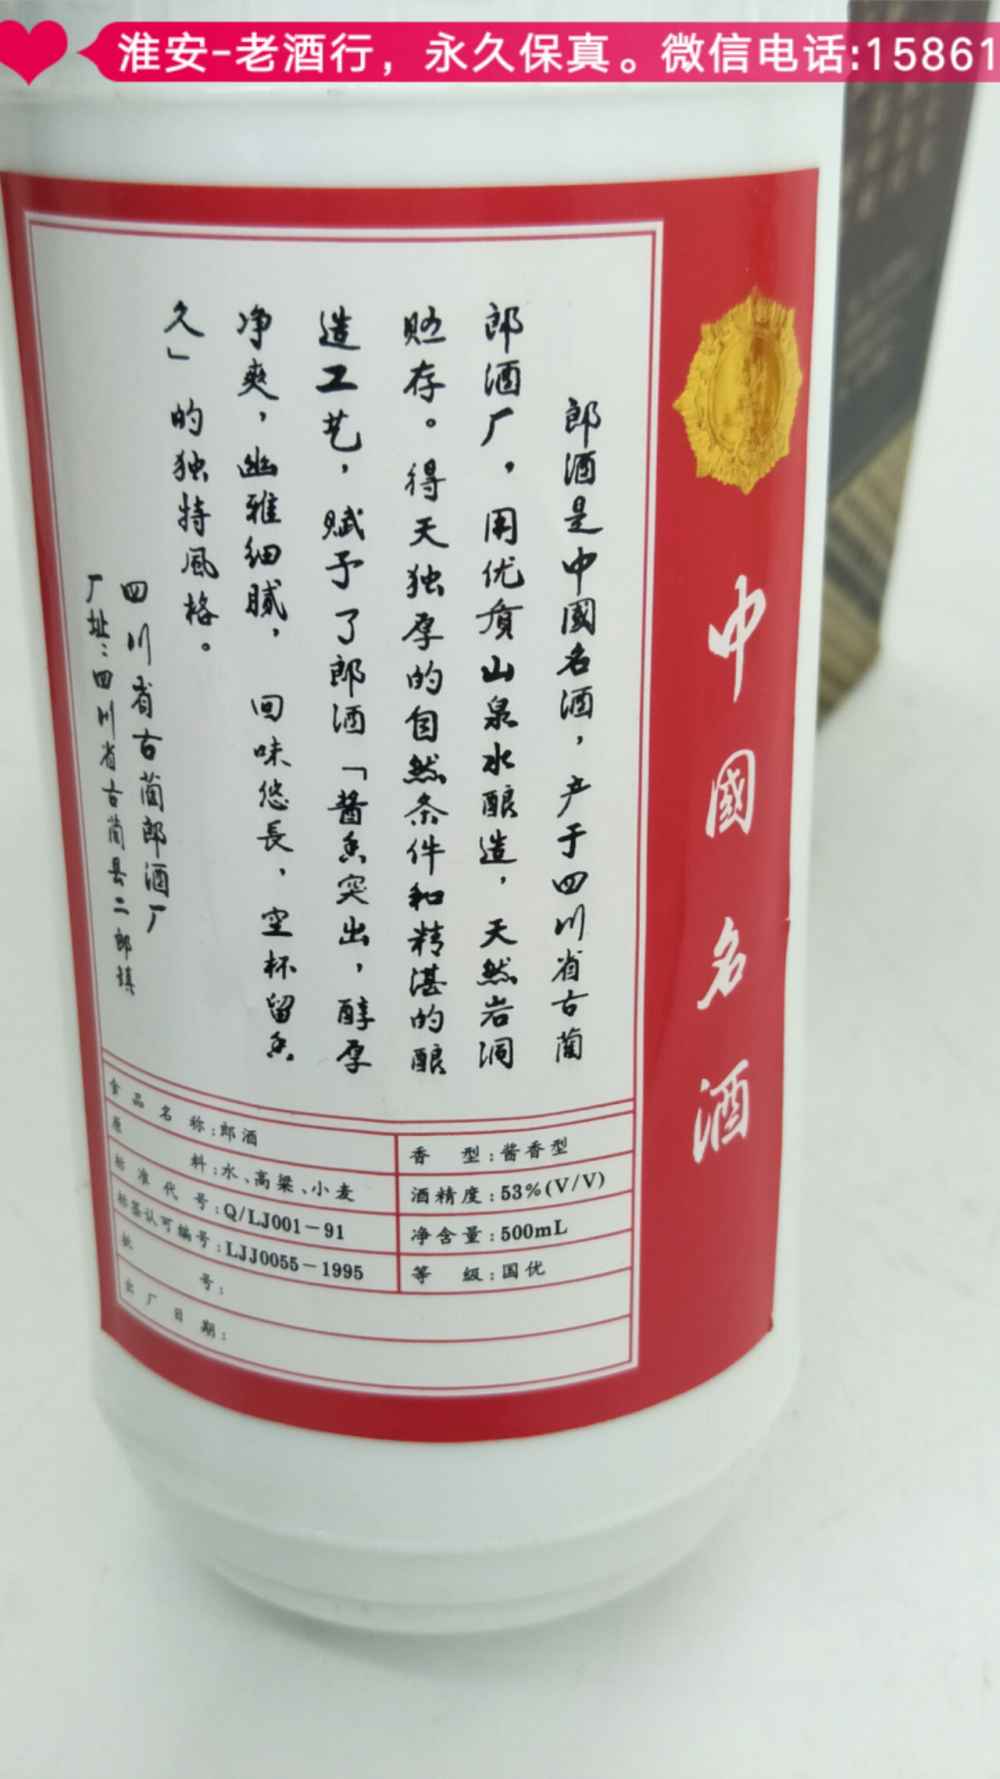 淮安-老酒行，永久保真。微信电话:15861
郎酒是中國名酒，产于四川省古蔺
郎酒厂，用优质山泉水酿造，天然岩洞
贮存。得天独厚的自然条件和精湛的酿
造工艺，赋予了郎酒「酱香突出，醇厚
净爽，幽雅细腻，回味悠長，空杯留香
久」的独特風格。
四川省古蔺郎酒厂
厂址：四川省古蔺县二郎镇
中國名酒
食品名称:郎酒
原料:水、高粱、小麦
标准代号:Q/LJ001-91
标签认可编号:LJJ0055-1995
批号:
出厂日期:
香型:酱香型
酒精度:53%(V/V)
净含量:500mL
等级:国优